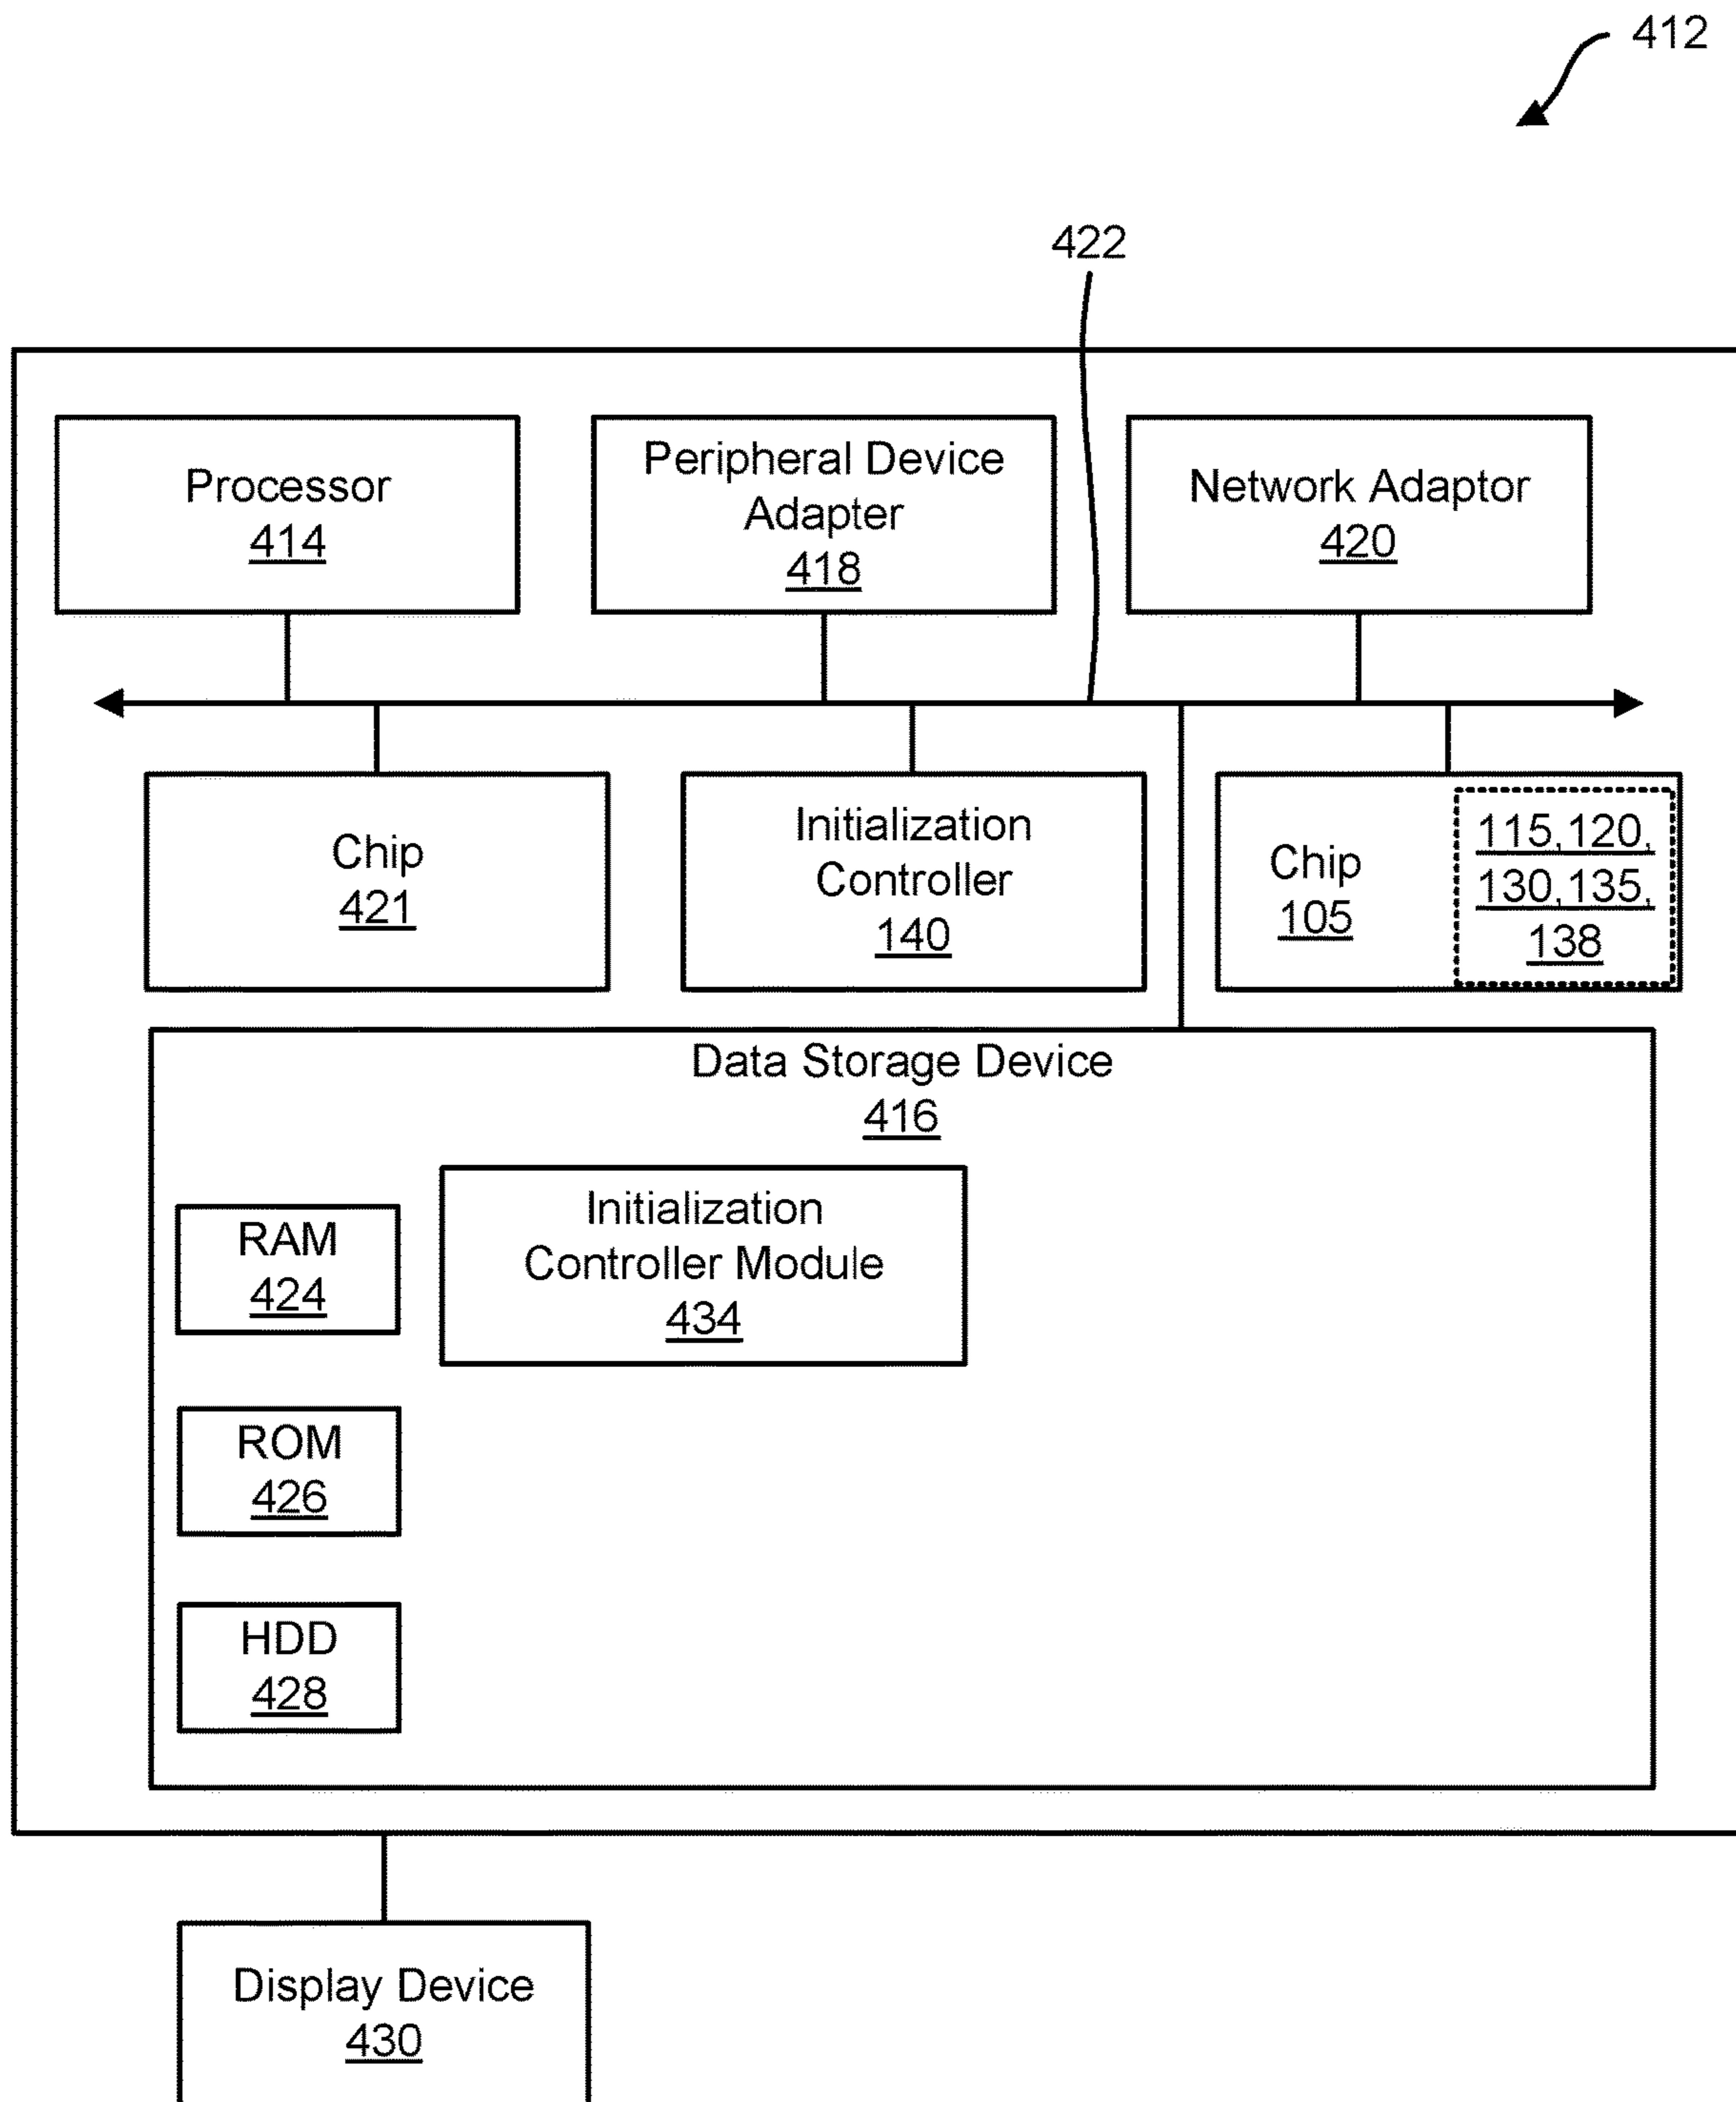 412
422
Processor
414
Peripheral Device
Adapter
418
Network Adaptor
420
Chip
421
Initialization
Controller
140
Chip
105
115,120,
130,135,
138
Data Storage Device
416
RAM
424
Initialization
Controller Module
434
ROM
426
HDD
428
Display Device
430